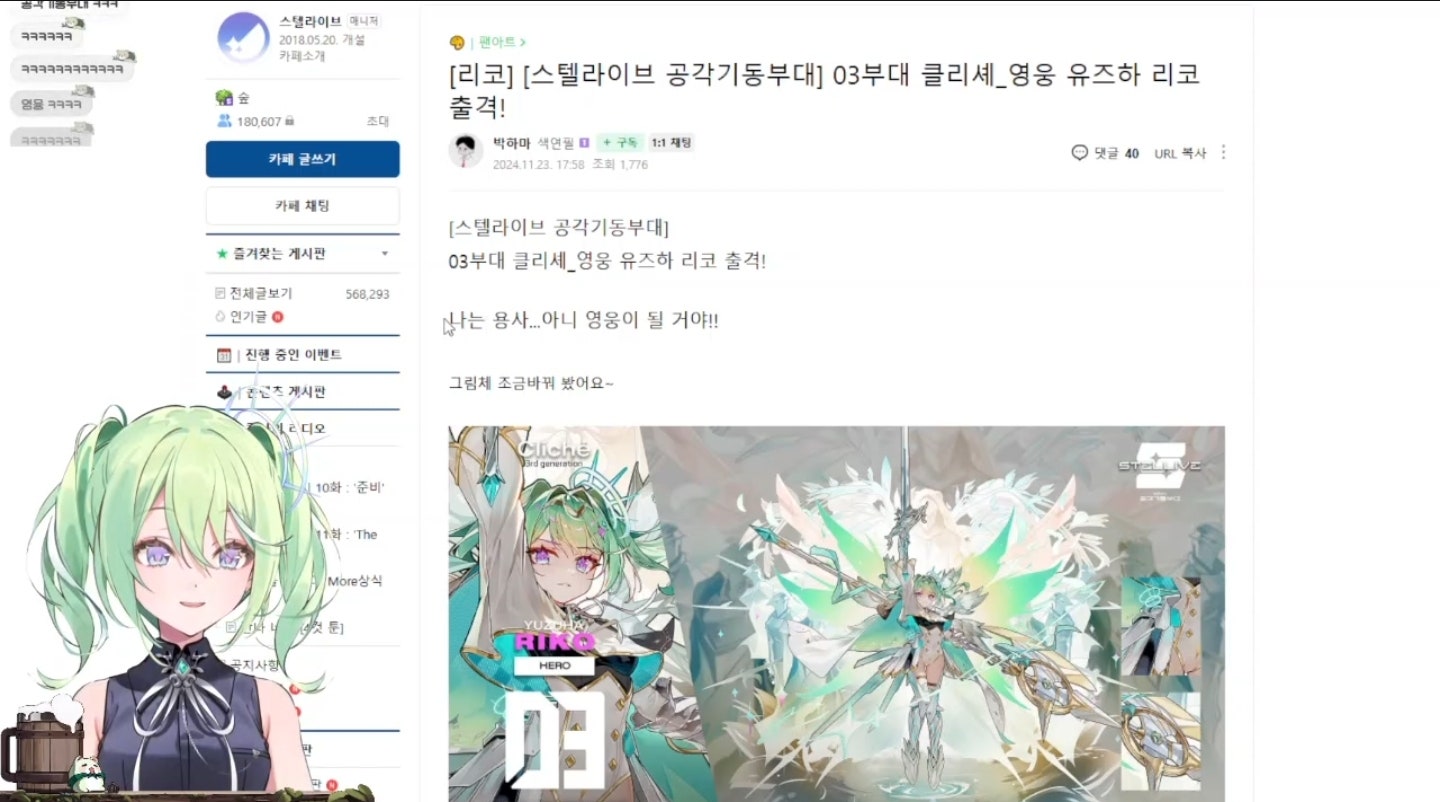 ㅋㅋㅋㅋㅋㅋ
ㅋㅋㅋㅋㅋㅋㅋㅋㅋㅋㅋㅋ
영웅 ㅋㅋㅋㅋ
ㅋㅋㅋㅋㅋㅋㅋ
스텔라이브 매니저
2018.05.20. 개설
카페소개
숲
180,607 초대
카페 글쓰기
카페 채팅
즐겨찾는 게시판
전체글보기 568,293
인기글 N
| 진행 중인 이벤트
게시판
디오
10화 : '준비'
11화 : 'The
More상식
공지사항
| 팬아트 >
[리코] [스텔라이브 공각기동부대] 03부대 클리셰_영웅 유즈하 리코
출격!
박하마 색연필 + 구독 1:1 채팅
2024.11.23. 17:58 조회 1,776
댓글 40 URL 복사
[스텔라이브 공각기동부대]
03부대 클리셰_영웅 유즈하 리코 출격!
나는 용사...아니 영웅이 될 거야!!
그림체 조금바꿔 봤어요~
Cliché
3rd generation
STELLIVE
YUZUHA
RIKO
HERO
03